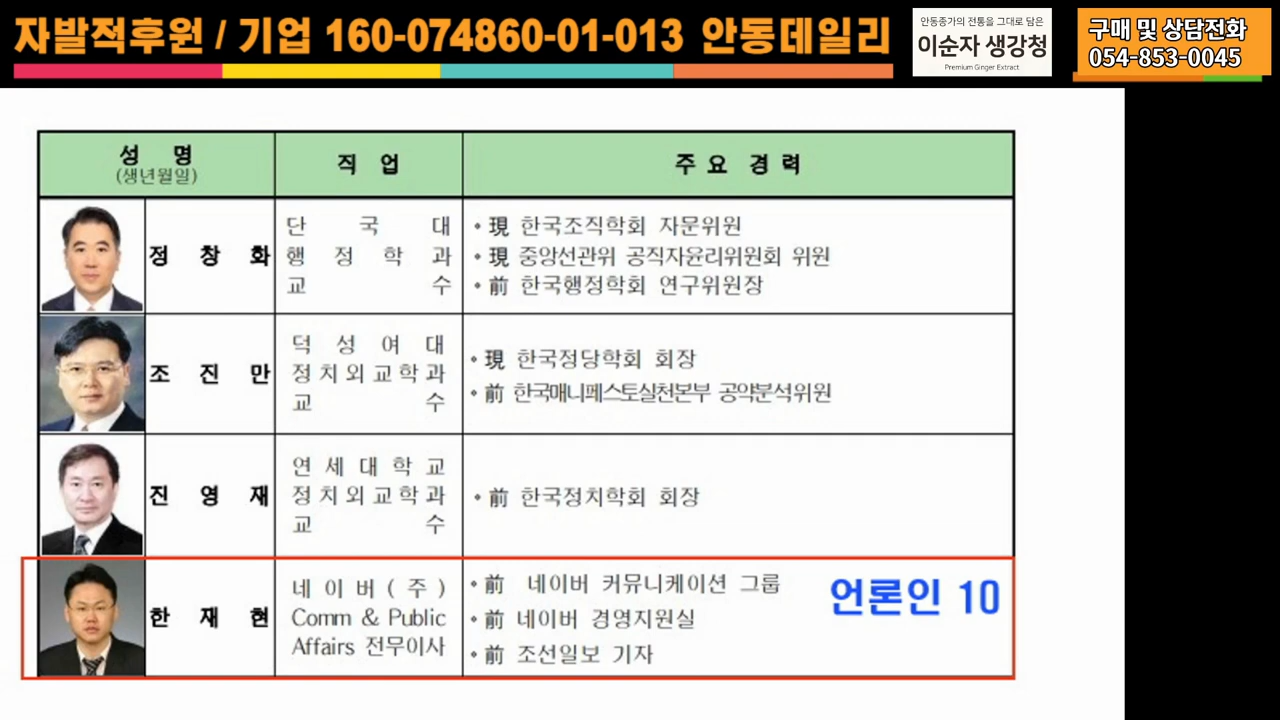 자발적후원 / 기업 160-074860-01-013 안동데일리
안동종가의 전통을 그대로 담은
이순자 생강청
Premium Ginger Extract
구매 및 상담전화
054-853-0045
성 명
(생년월일)
직 업
주 요 경 력
정 창 화
단 국 대
행 정 학 과
교 수
• 現 한국조직학회 자문위원
• 現 중앙선관위 공직자윤리위원회 위원
• 前 한국행정학회 연구위원장
조 진 만
덕 성 여 대
정치외교학과
교 수
• 現 한국정당학회 회장
• 前 한국매니페스토실천본부 공약분석위원
진 영 재
연 세 대 학 교
정치외교학과
교 수
• 前 한국정치학회 회장
한 재 현
네 이 버 ( 주 )
Comm & Public
Affairs 전무이사
• 前 네이버 커뮤니케이션 그룹
• 前 네이버 경영지원실
• 前 조선일보 기자
언론인 10